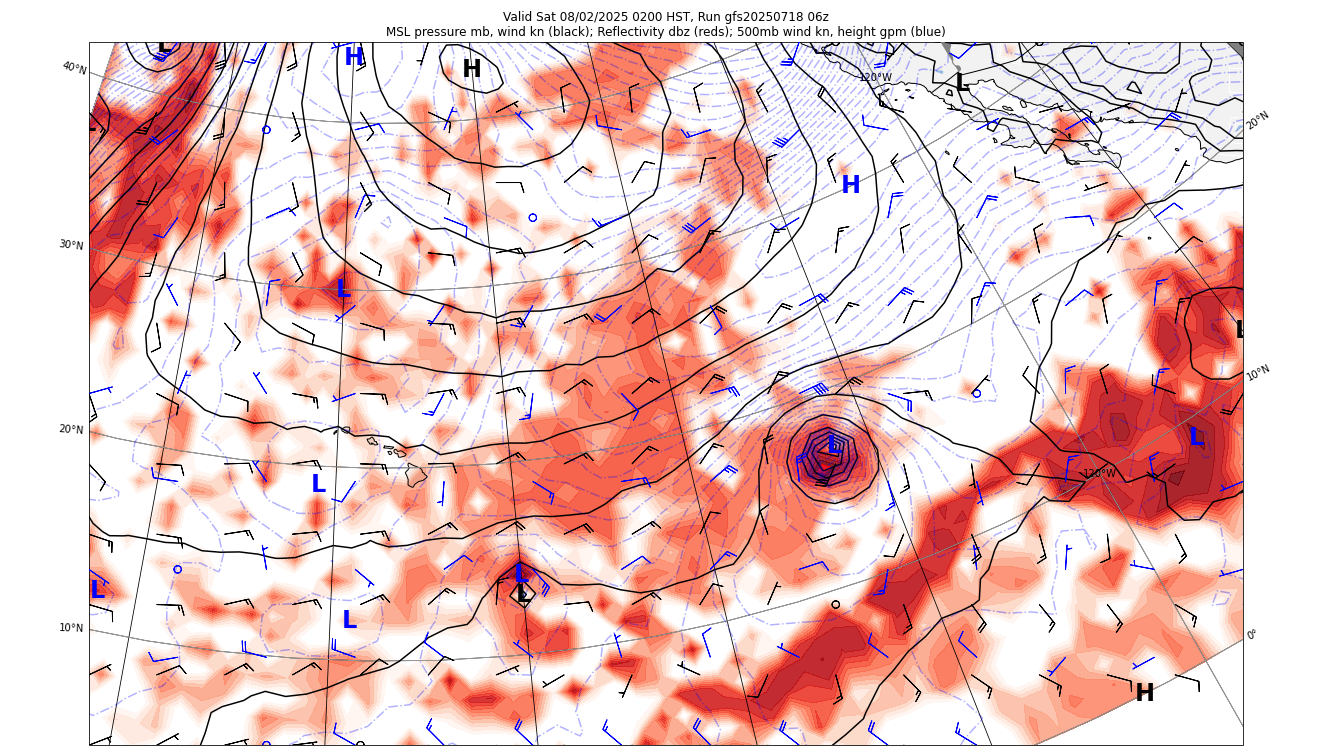 Valid Sat 08/02/2025 0200 HST, Run gfs20250718 06z
MSL pressure mb, wind kn (black); Reflectivity dbz (reds); 500mb wind kn, height gpm (blue)
L
H
H
40°N
120°W
L
20°N
H
30°N
L
L
10°N
20°N
L
L
L
110°W
L
L
L
L
10°N
0°
H